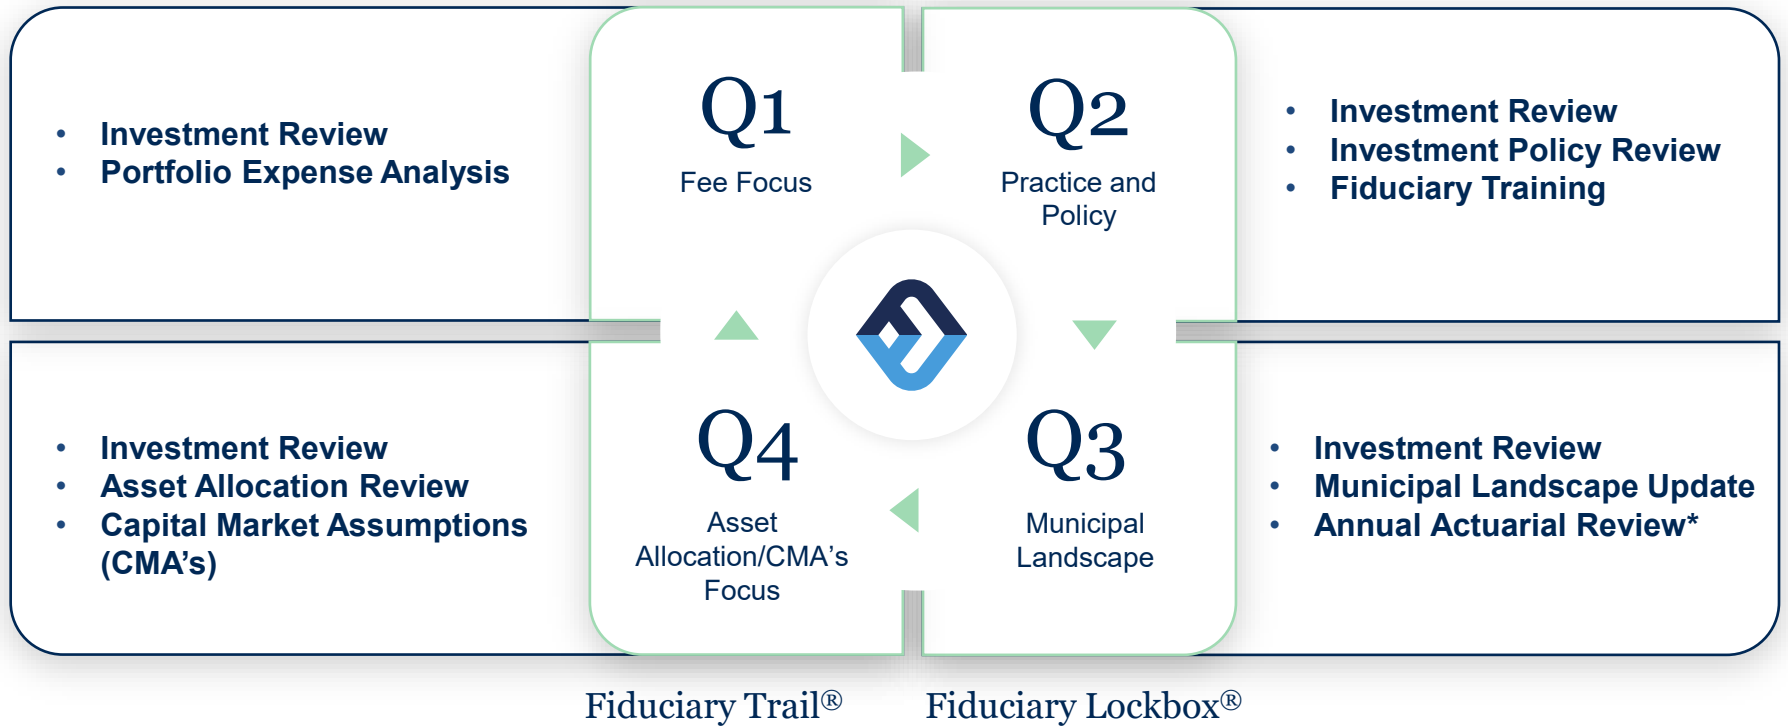 • Investment Review
• Portfolio Expense Analysis
Q1
Fee Focus
Q2
Practice and
Policy
• Investment Review
• Investment Policy Review
• Fiduciary Training
• Investment Review
• Asset Allocation Review
• Capital Market Assumptions
(CMA’s)
Q4
Asset
Allocation/CMA’s
Focus
Q3
Municipal
Landscape
• Investment Review
• Municipal Landscape Update
• Annual Actuarial Review*
Fiduciary Trail®
Fiduciary Lockbox®